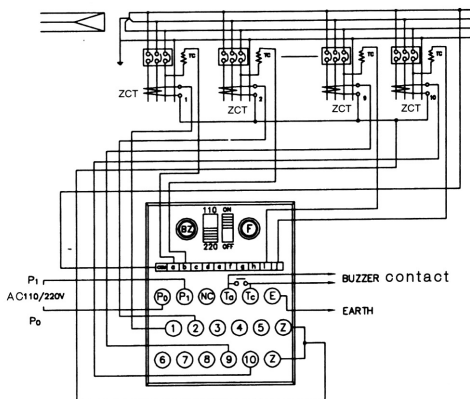 TC TC TC TC
ZCT 1 ZCT 2 ZCT 9 ZCT 10
BZ 110 220 ON OFF F
COM a b c d e f g h i j
P₁
AC110/220V
P₀
P₀ P₁ NC Ta Tc E
BUZZER contact
EARTH
1 2 3 4 5 Z
6 7 8 9 10 Z